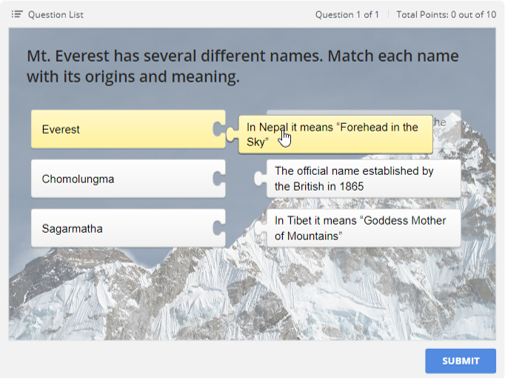 Question List
Question 1 of 1 | Total Points: 0 out of 10
Mt. Everest has several different names. Match each name
with its origins and meaning.
Everest
In Nepal it means "Forehead in the
Sky"
he
Chomolungma
The official name established by
the British in 1865
Sagarmatha
In Tibet it means "Goddess Mother
of Mountains"
SUBMIT